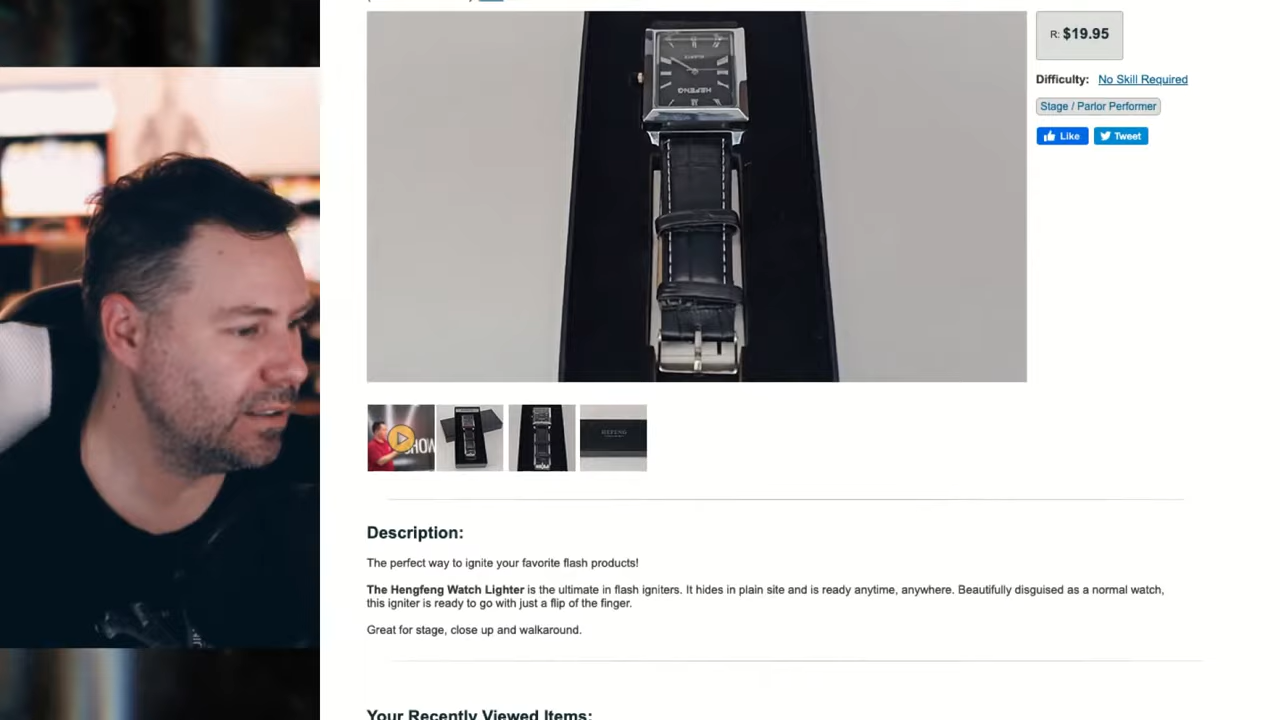 R: $19.95
Difficulty: No Skill Required
Stage / Parlor Performer
Like
Tweet
HEFENG
HOW
HEFENG
Description:
The perfect way to ignite your favorite flash products!
The Hengfeng Watch Lighter is the ultimate in flash igniters. It hides in plain site and is ready anytime, anywhere. Beautifully disguised as a normal watch,
this igniter is ready to go with just a flip of the finger.
Great for stage, close up and walkaround.
Your Recently Viewed Items: